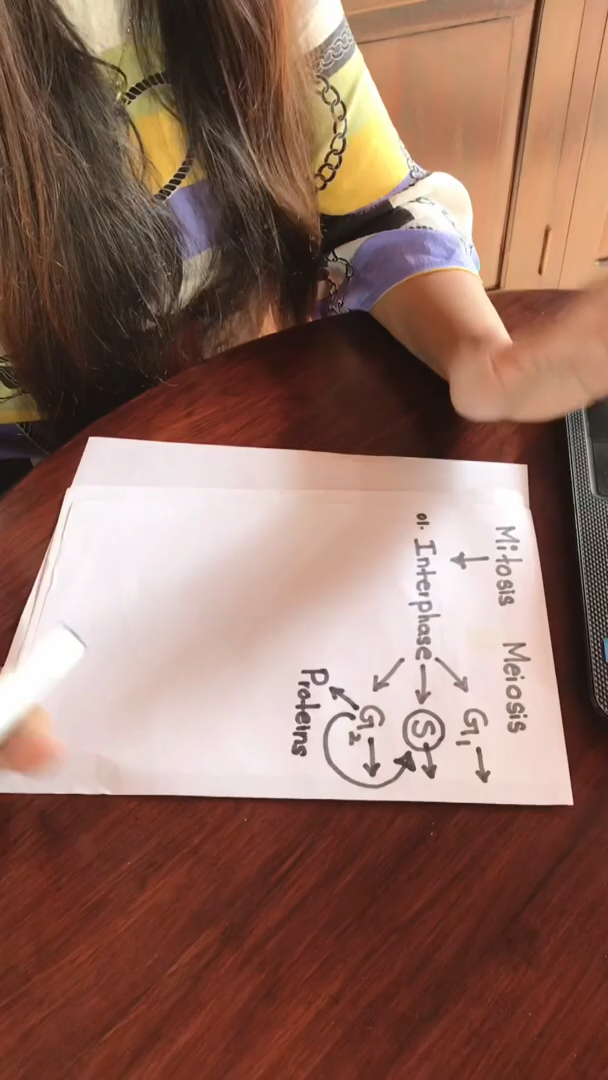 Mitosis Meiosis
↓
01. Interphase → G₁ →
→ S →
→ G₂ →
Proteins